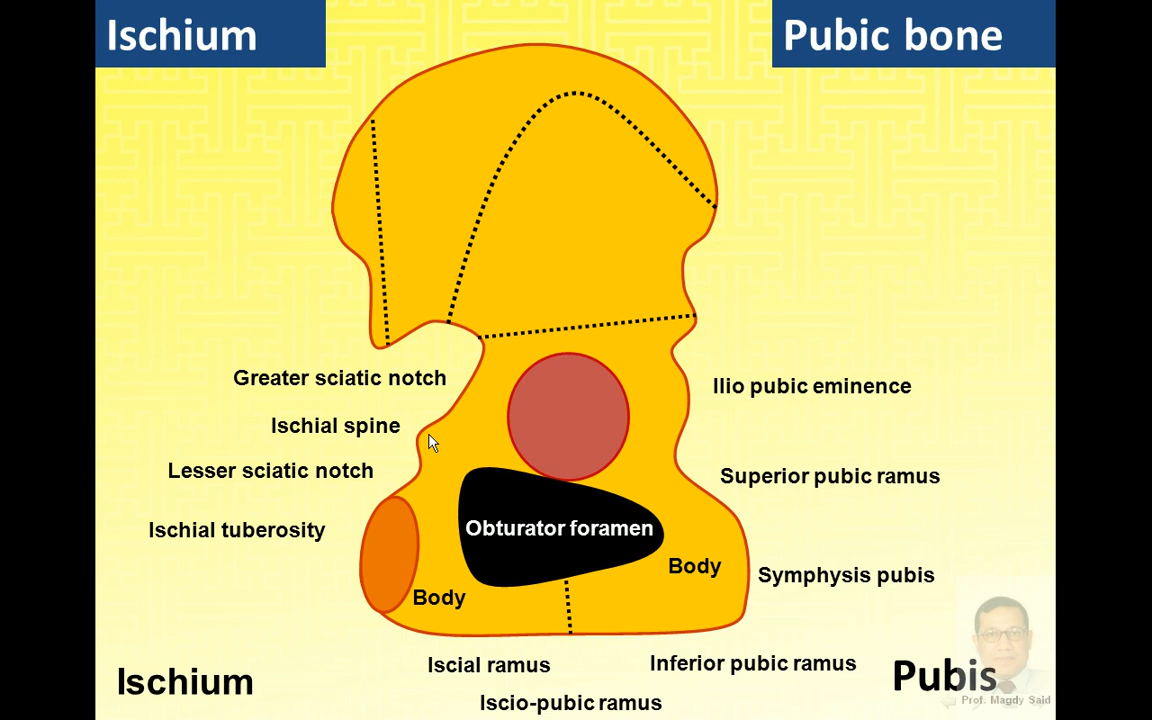 Ischium
Pubic bone
Greater sciatic notch
Ilio pubic eminence
Ischial spine
Lesser sciatic notch
Superior pubic ramus
Ischial tuberosity
Obturator foramen
Body
Symphysis pubis
Body
Iscial ramus
Inferior pubic ramus
Ischium
Pubis
Iscio-pubic ramus
Prof. Magdy Said